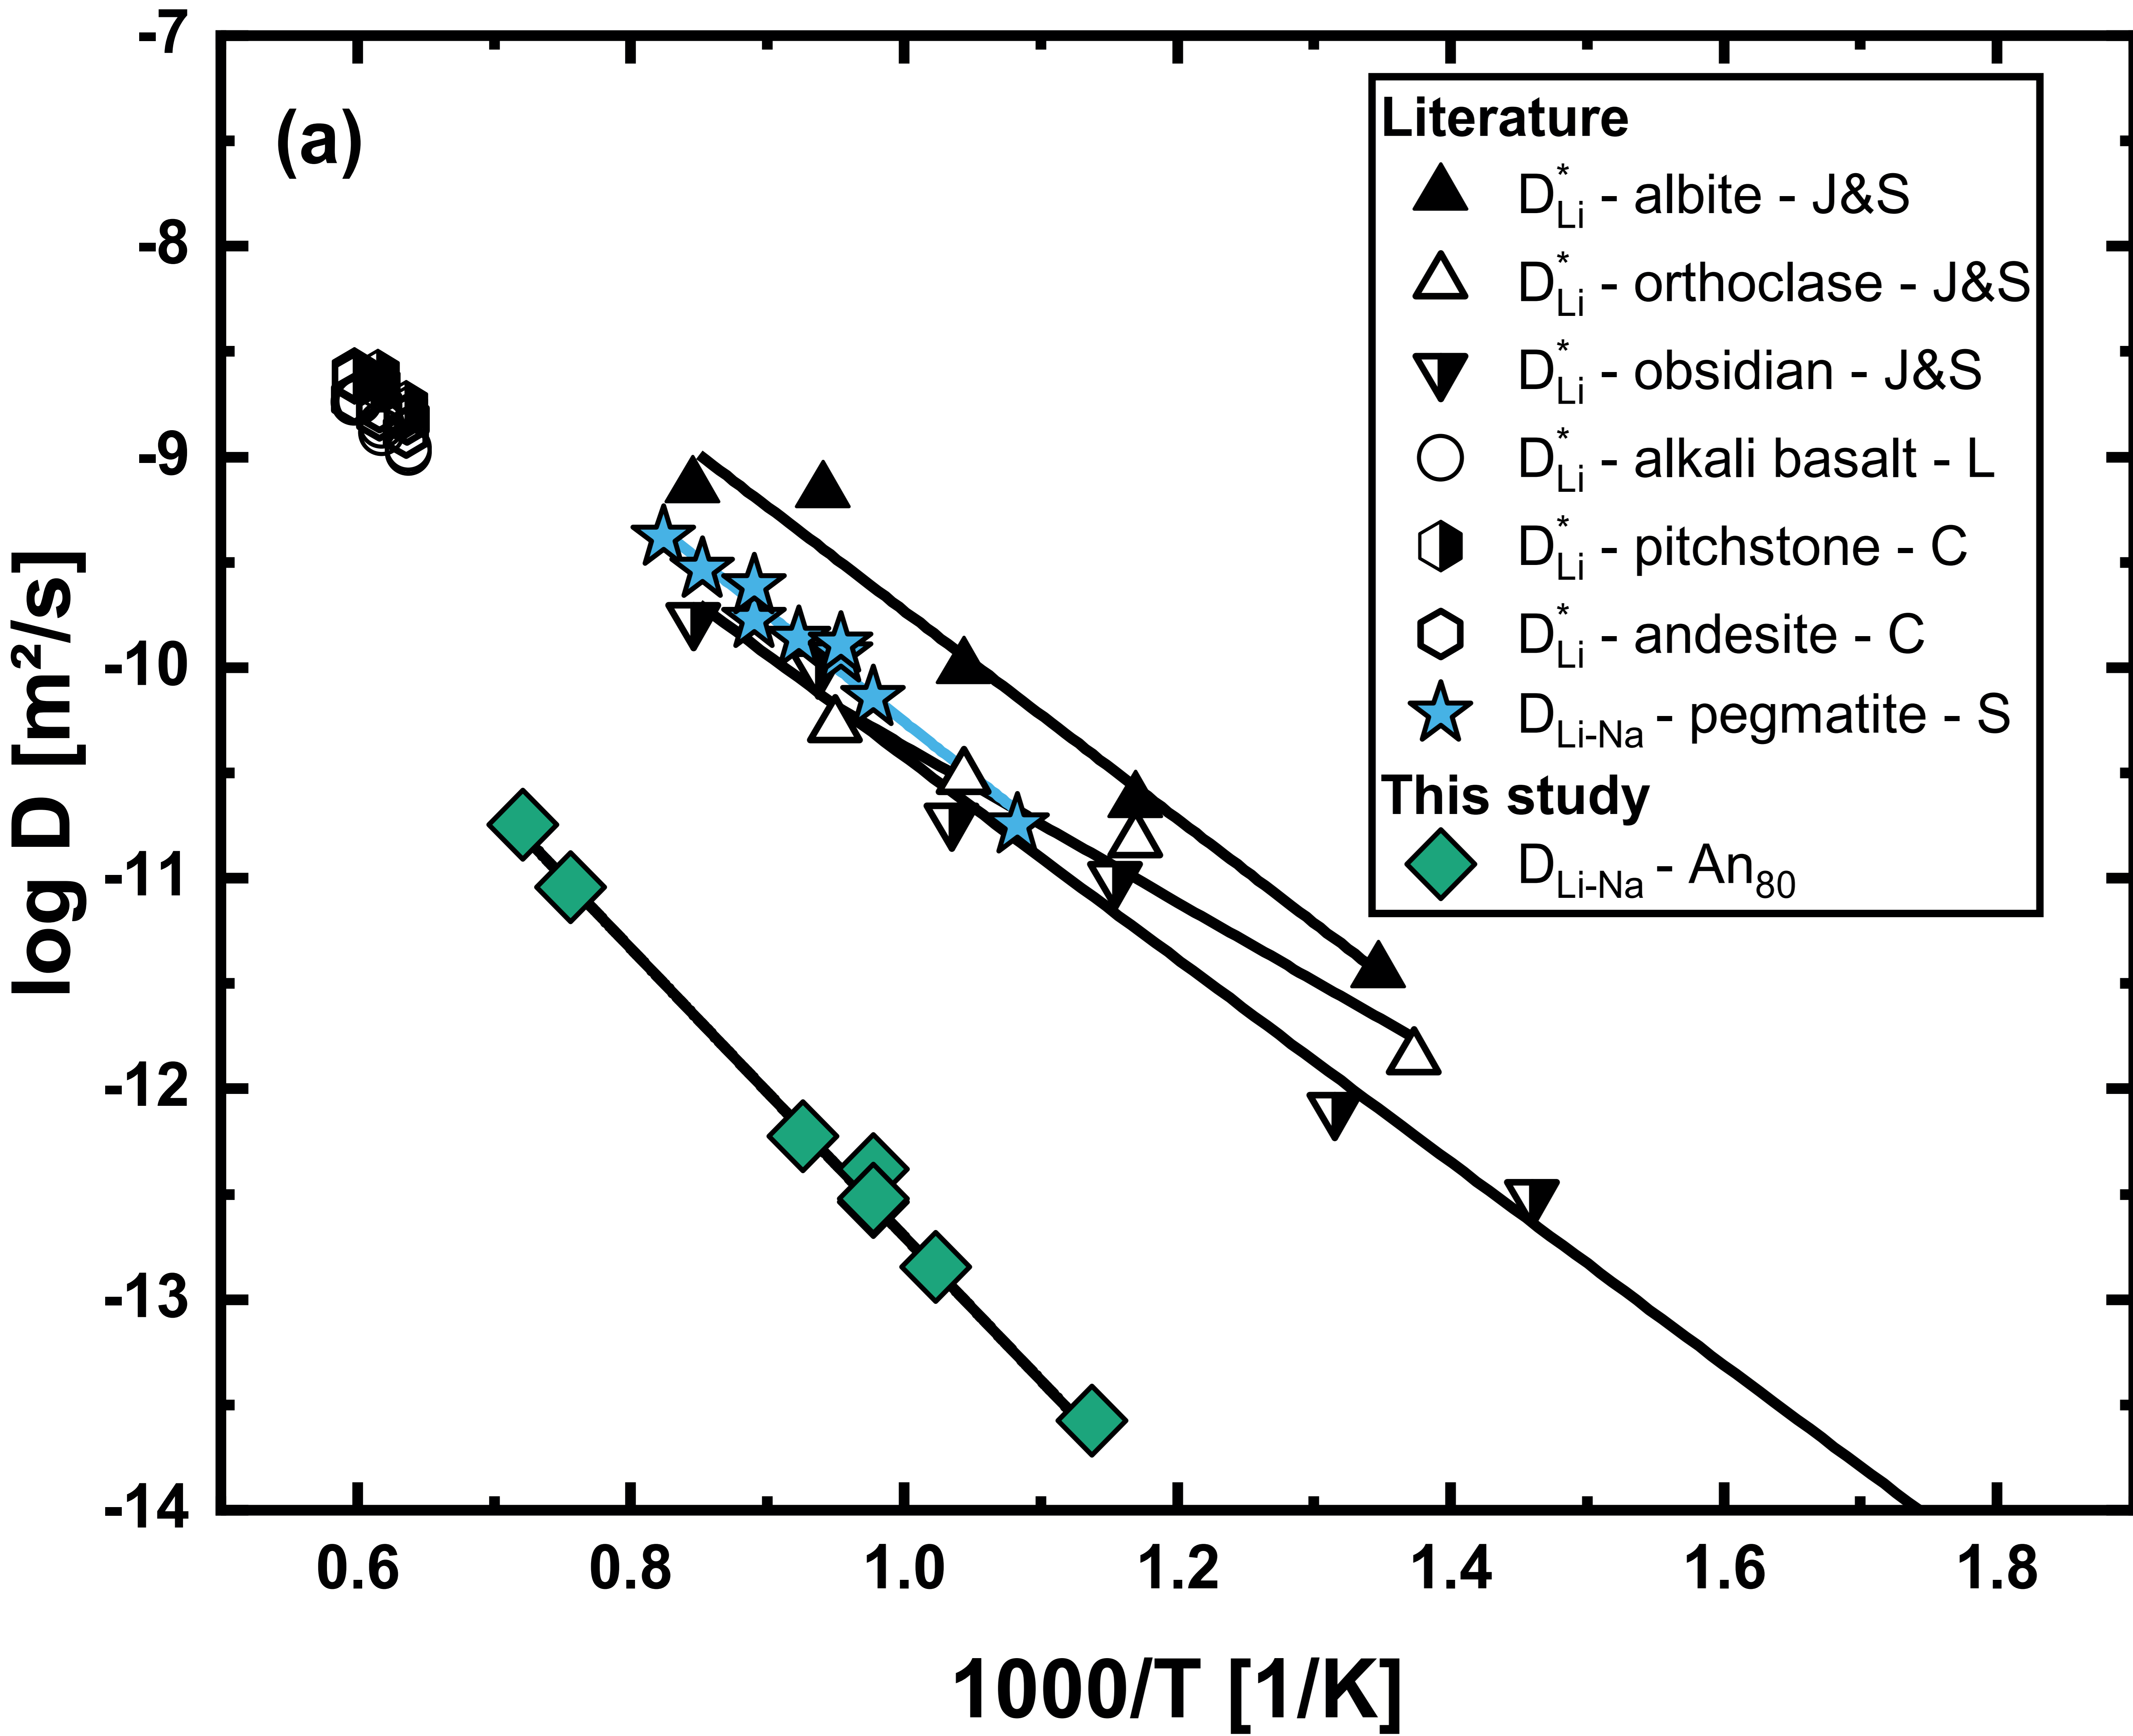 (a)
log D [m²/s]
-7
-8
-9
-10
-11
-12
-13
-14
Literature
D*Li - albite - J&S
D*Li - orthoclase - J&S
D*Li - obsidian - J&S
D*Li - alkali basalt - L
D*Li - pitchstone - C
D*Li - andesite - C
DLi-Na - pegmatite - S
This study
DLi-Na - An80
0.6 0.8 1.0 1.2 1.4 1.6 1.8
1000/T [1/K]